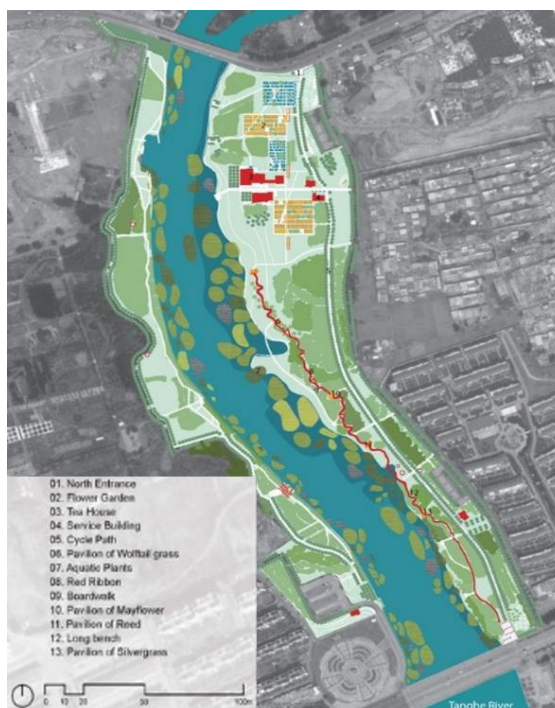 01. North Entrance
02. Flower Garden
03. Tea House
04. Service Building
05. Cycle Path
06. Pavilion of Wolftail grass
07. Aquatic Plants
08. Red Ribbon
09. Boardwalk
10. Pavilion of Mayflower
11. Pavilion of Reed
12. Long bench
13. Pavilion of Silvergrass
0 10 20 50 100m
Tanghe River